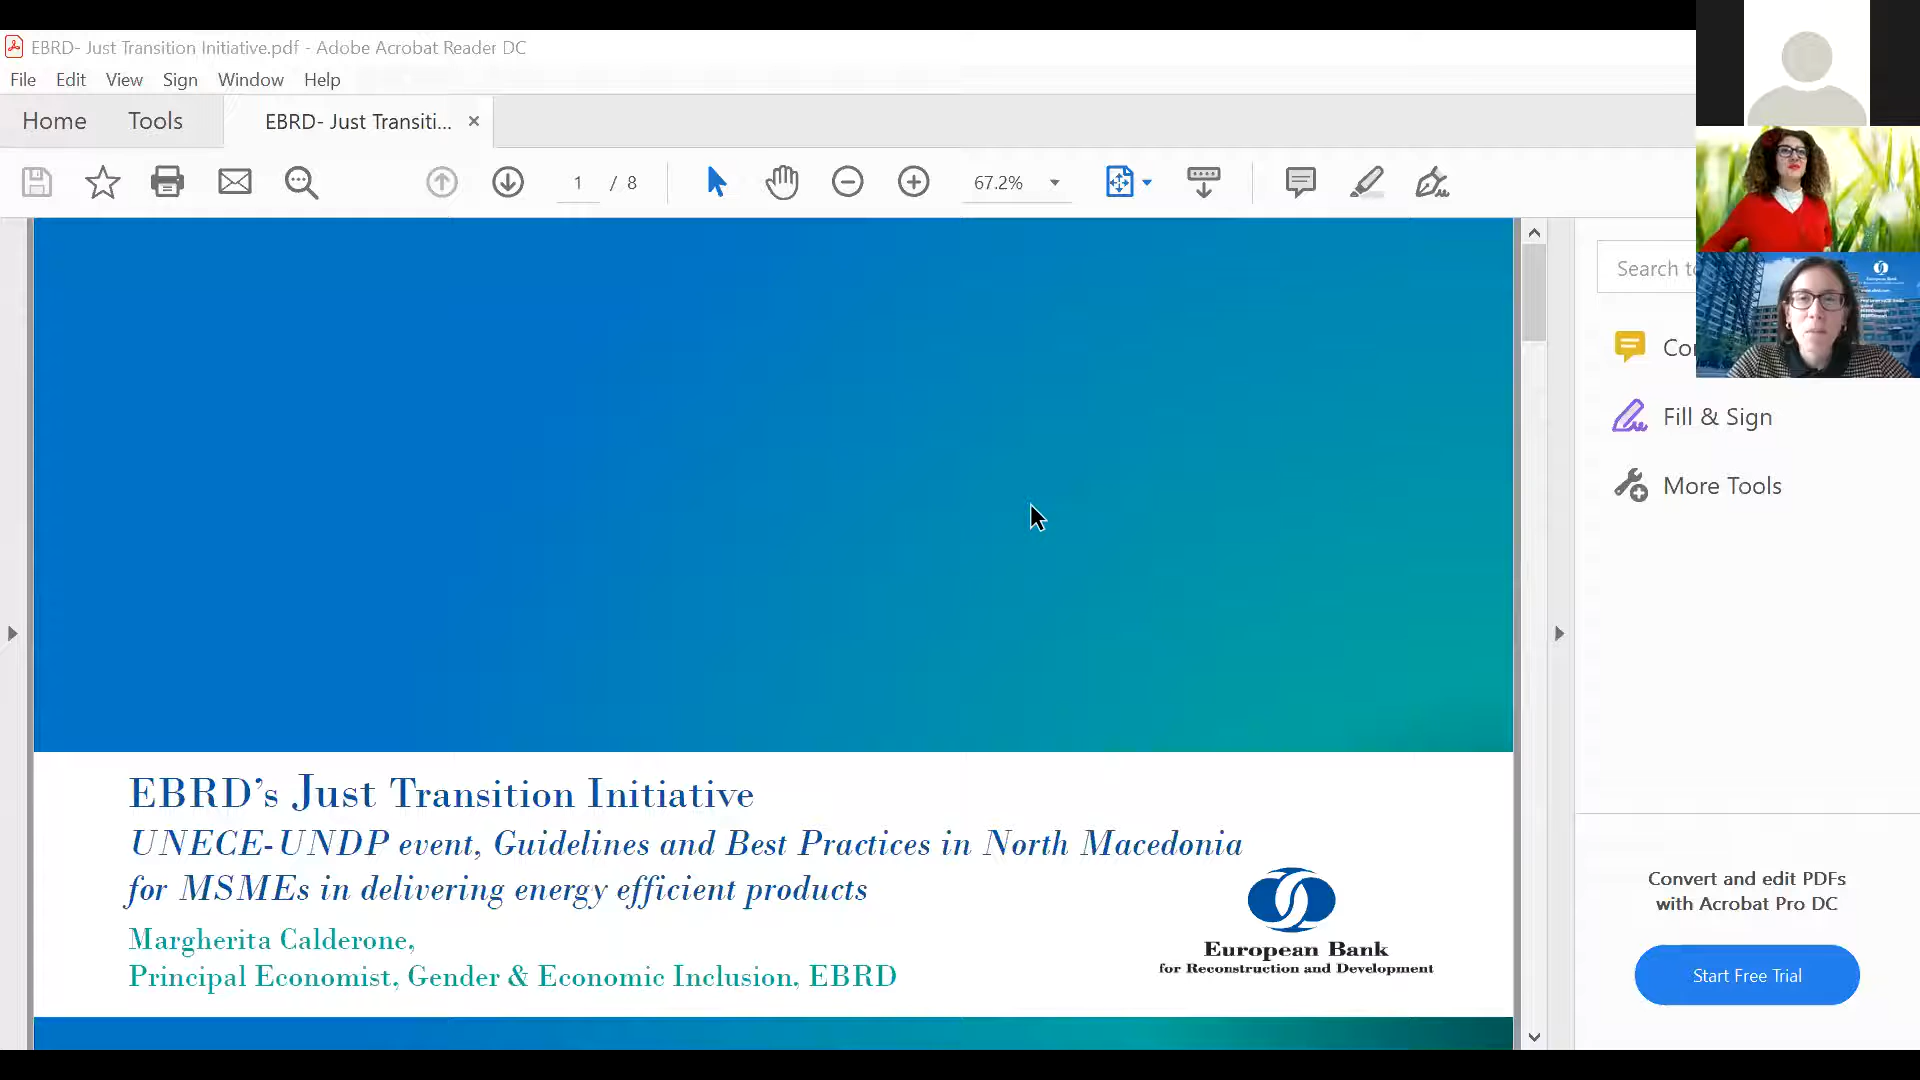 EBRD- Just Transition Initiative.pdf - Adobe Acrobat Reader DC
File Edit View Sign Window Help
Home Tools EBRD- Just Transiti... ×
1 / 8 67.2%
Search to
Co
Fill & Sign
More Tools
EBRD's Just Transition Initiative
UNECE-UNDP event, Guidelines and Best Practices in North Macedonia
for MSMEs in delivering energy efficient products
Margherita Calderone,
Principal Economist, Gender & Economic Inclusion, EBRD
European Bank
for Reconstruction and Development
Convert and edit PDFs
with Acrobat Pro DC
Start Free Trial